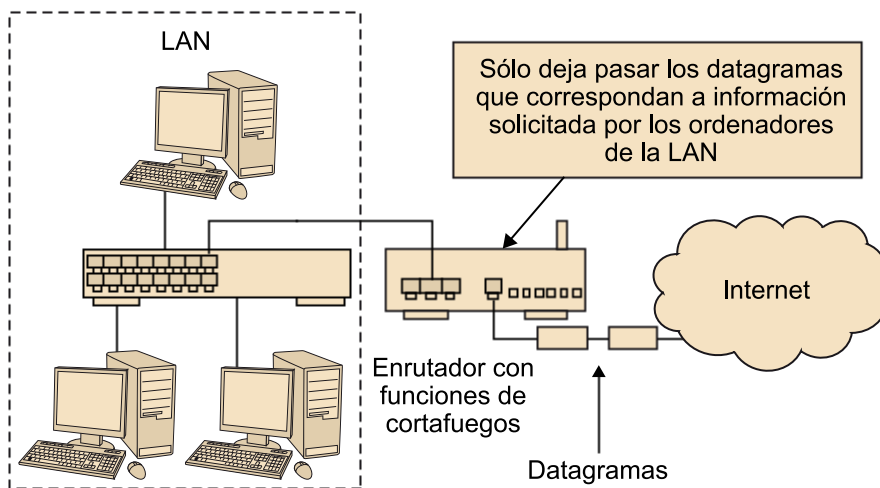 LAN
Sólo deja pasar los datagramas
que correspondan a información
solicitada por los ordenadores
de la LAN
Internet
Enrutador con
funciones de
cortafuegos
Datagramas